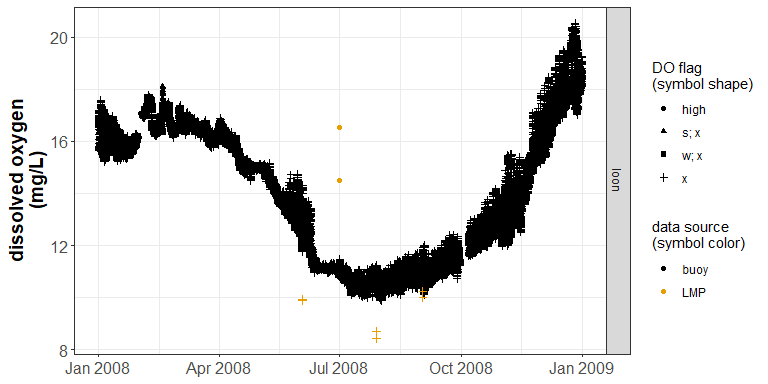 dissolved oxygen
(mg/L)
20
16
12
8
Jan 2008
Apr 2008
Jul 2008
Oct 2008
Jan 2009
loon
DO flag
(symbol shape)
high
s; x
w; x
x
data source
(symbol color)
buoy
LMP